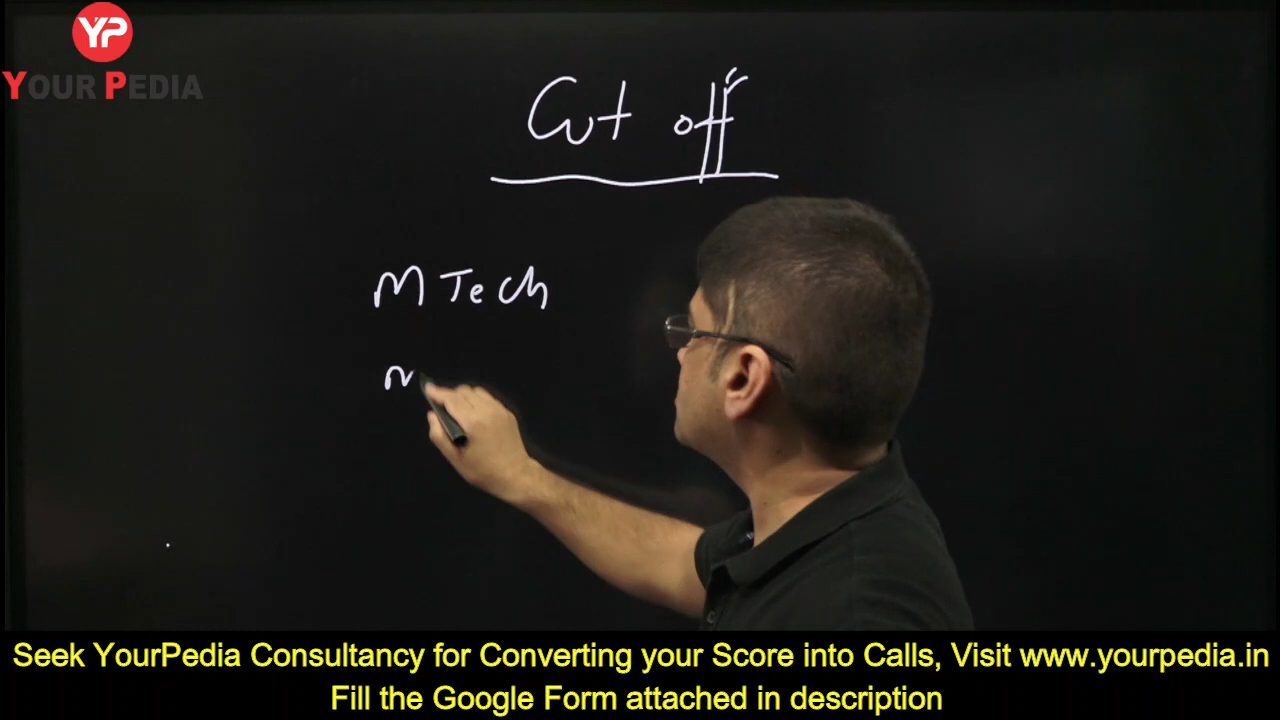 YP
YOUR PEDIA
Cut off
MTech
Seek YourPedia Consultancy for Converting your Score into Calls, Visit www.yourpedia.in
Fill the Google Form attached in description